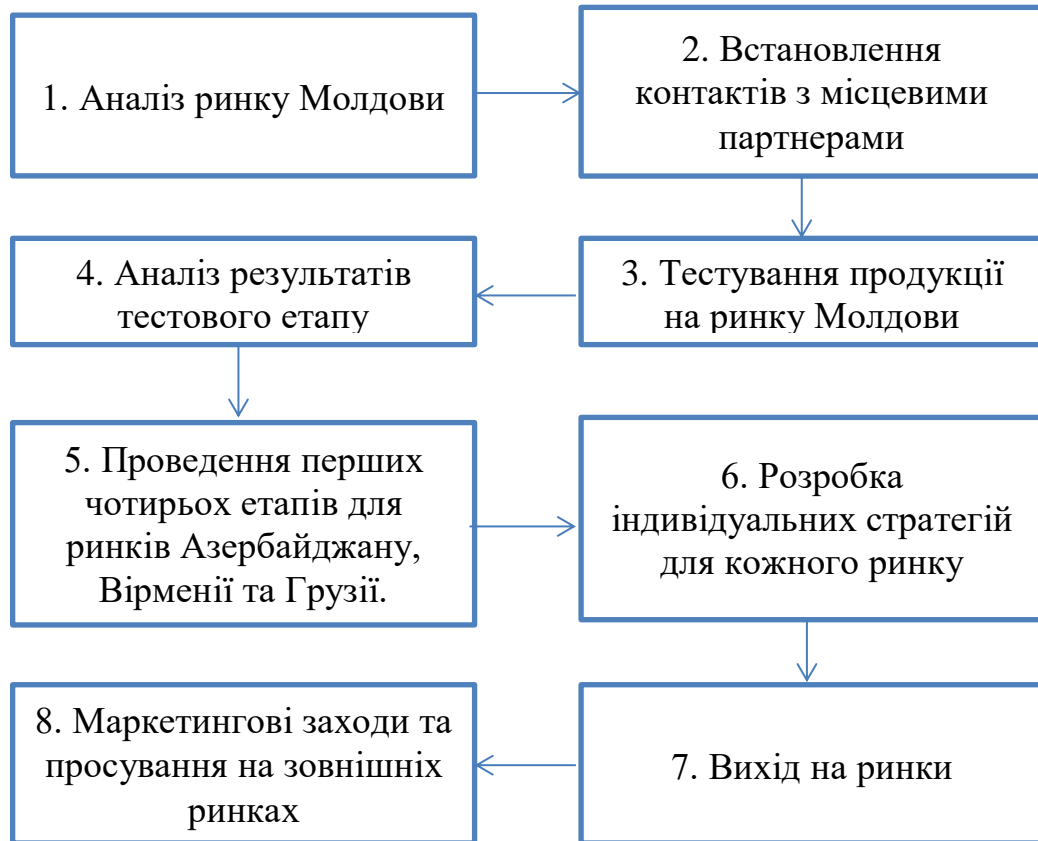 1. Аналіз ринку Молдови
2. Встановлення
контактів з місцевими
партнерами
3. Тестування продукції
на ринку Молдови
4. Аналіз результатів
тестового етапу
5. Проведення перших
чотирьох етапів для
ринків Азербайджану,
Вірменії та Грузії.
6. Розробка
індивідуальних стратегій
для кожного ринку
7. Вихід на ринки
8. Маркетингові заходи та
просування на зовнішніх
ринках